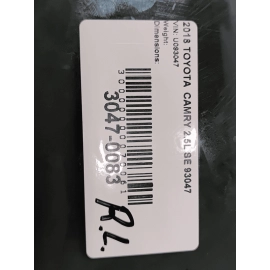 2018 TOYOTA CAMRY 2.5L SE 93047
VIN: U093047
Weight:
Dimensions:
3047-0083
R.L.